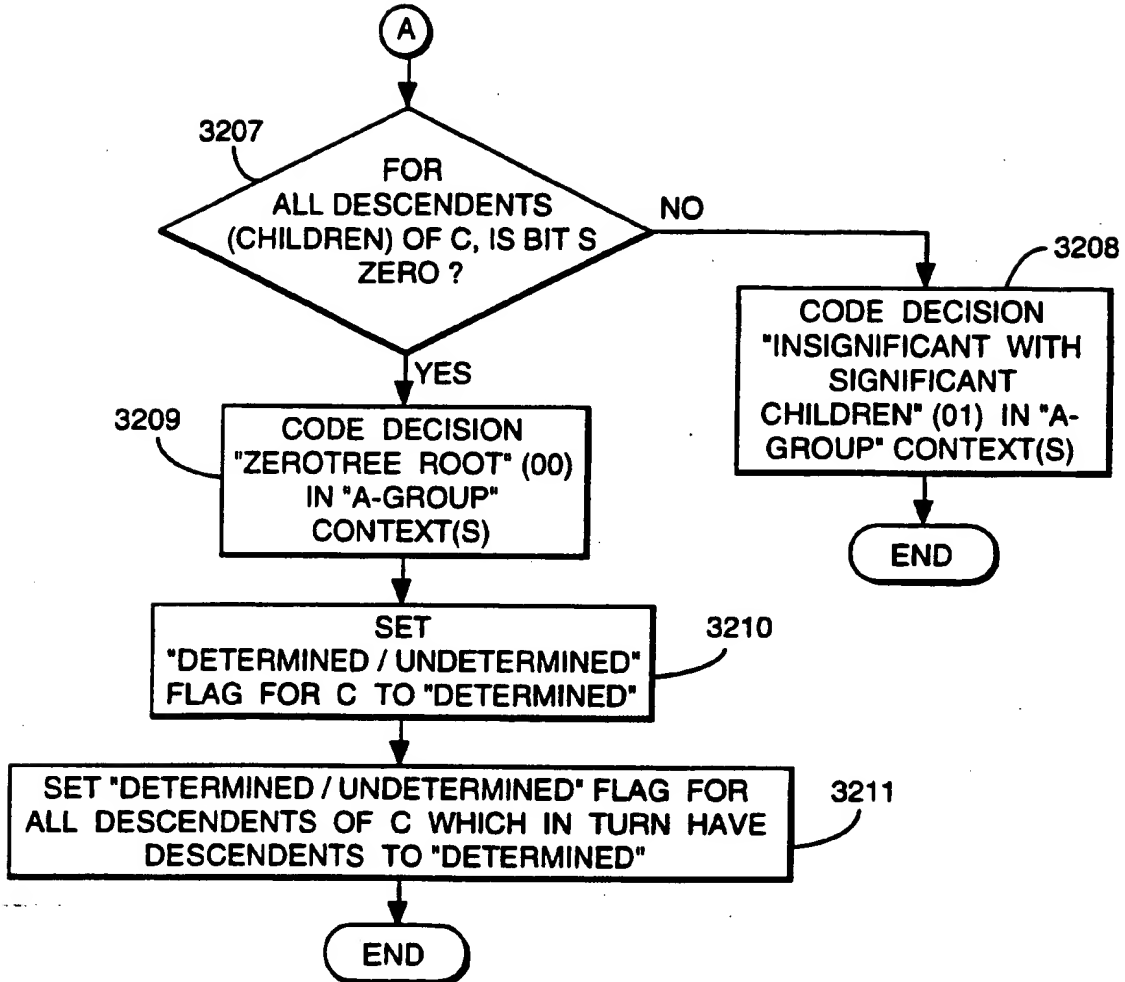 A
3207
FOR
ALL DESCENDENTS
(CHILDREN) OF C, IS BIT S
ZERO ?
NO
3208
CODE DECISION
"INSIGNIFICANT WITH
SIGNIFICANT
CHILDREN" (01) IN "A-
GROUP" CONTEXT(S)
END
YES
3209
CODE DECISION
"ZEROTREE ROOT" (00)
IN "A-GROUP"
CONTEXT(S)
SET
"DETERMINED / UNDETERMINED"
FLAG FOR C TO "DETERMINED"
3210
SET "DETERMINED / UNDETERMINED" FLAG FOR
ALL DESCENDENTS OF C WHICH IN TURN HAVE
DESCENDENTS TO "DETERMINED"
3211
END